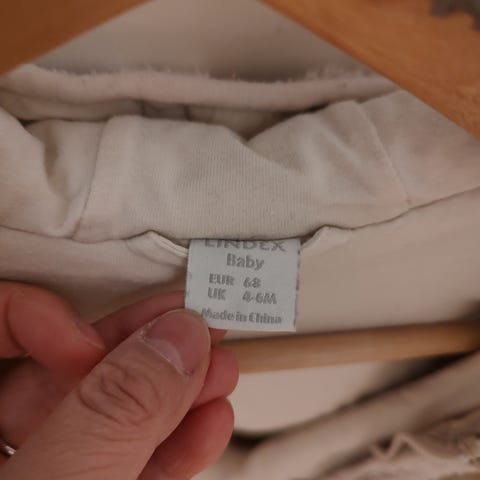 LINDEX
Baby
EUR 68
UK 4-6M
Made in China